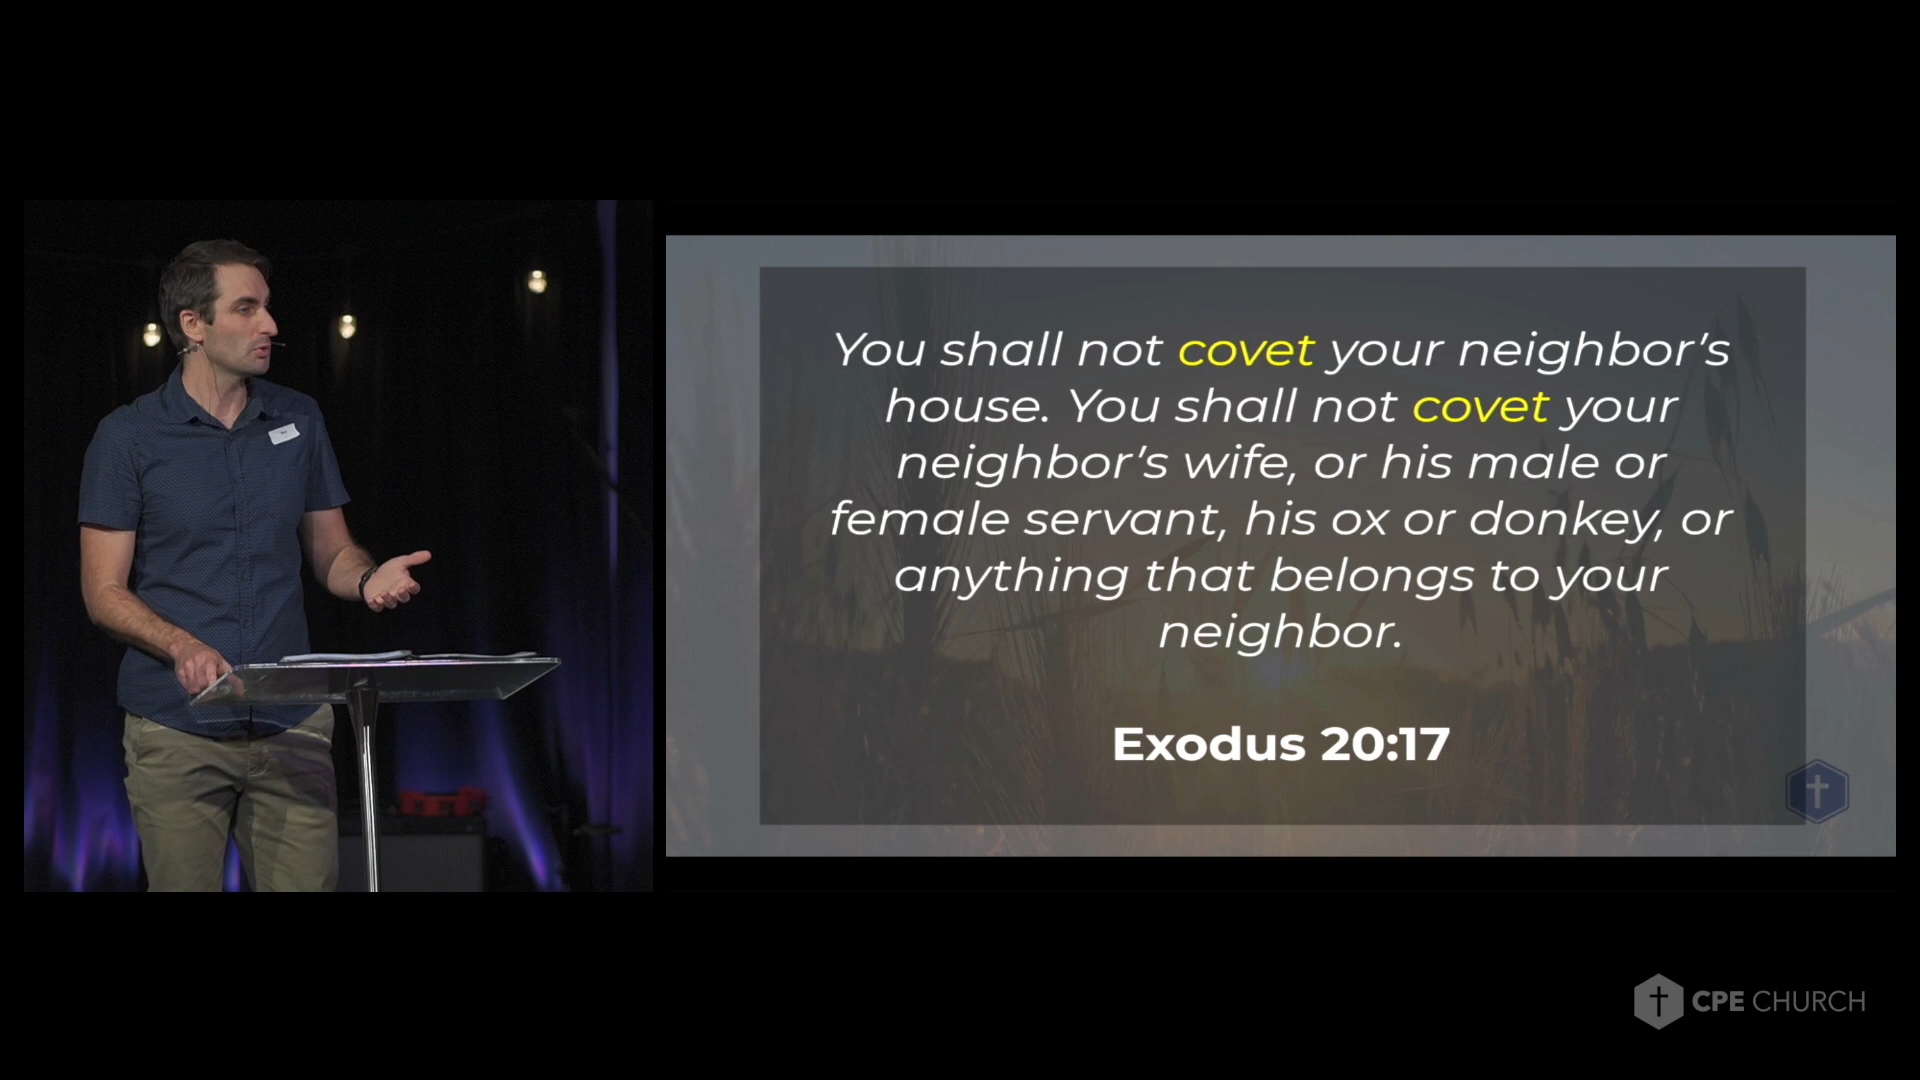 You shall not covet your neighbor's
house. You shall not covet your
neighbor's wife, or his male or
female servant, his ox or donkey, or
anything that belongs to your
neighbor.
Exodus 20:17
CPE CHURCH